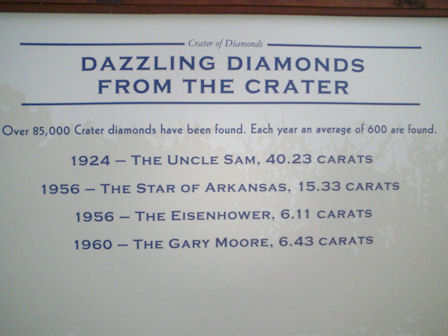 Crater of Diamonds
DAZZLING DIAMONDS
FROM THE CRATER
Over 85,000 Crater diamonds have been found. Each year an average of 600 are found.
1924 – THE UNCLE SAM, 40.23 CARATS
1956 – THE STAR OF ARKANSAS, 15.33 CARATS
1956 – THE EISENHOWER, 6.11 CARATS
1960 – THE GARY MOORE, 6.43 CARATS